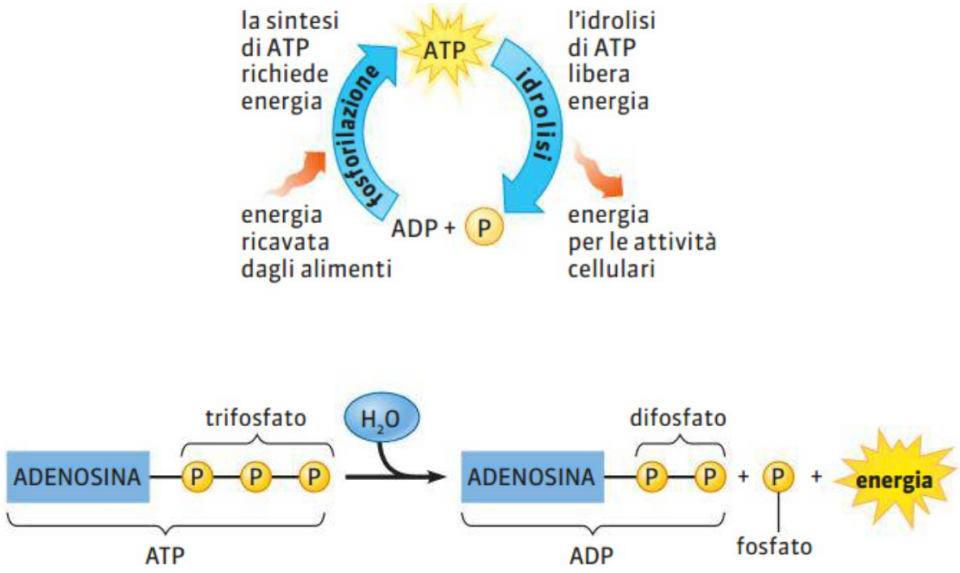 la sintesi
di ATP
richiede
energia
ATP
l'idrolisi
di ATP
libera
energia
fosforilazione
idrolisi
energia
ricavata
dagli alimenti
ADP + P
energia
per le attività
cellulari
trifosfato
H₂O
difosfato
ADENOSINA P P P
ADENOSINA P P + P + energia
ATP
ADP
fosfato